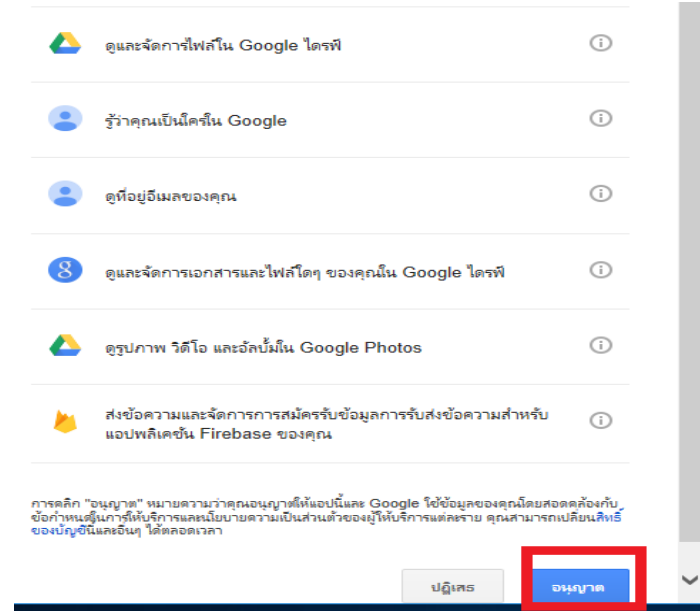 ดูและจัดการไฟล์ใน Google ไดรฟ์
รู้ว่าคุณเป็นใครใน Google
ดูที่อยู่อีเมลของคุณ
8
ดูและจัดการเอกสารและไฟล์ใดๆ ของคุณใน Google ไดรฟ์
ดูรูปภาพ วิดีโอ และอัลบั้มใน Google Photos
ส่งข้อความและจัดการการสมัครรับข้อมูลการรับส่งข้อความสำหรับ
แอปพลิเคชัน Firebase ของคุณ
การคลิก "อนุญาต" หมายความว่าคุณอนุญาตให้แอปนี้และ Google ใช้ข้อมูลของคุณโดยสอดคล้องกับ
ข้อกำหนดในการให้บริการและนโยบายความเป็นส่วนตัวของผู้ให้บริการแต่ละราย คุณสามารถเปลี่ยนสิทธิ์
ของบัญชีนี้และอื่นๆ ได้ตลอดเวลา
ปฏิเสธ อนุญาต